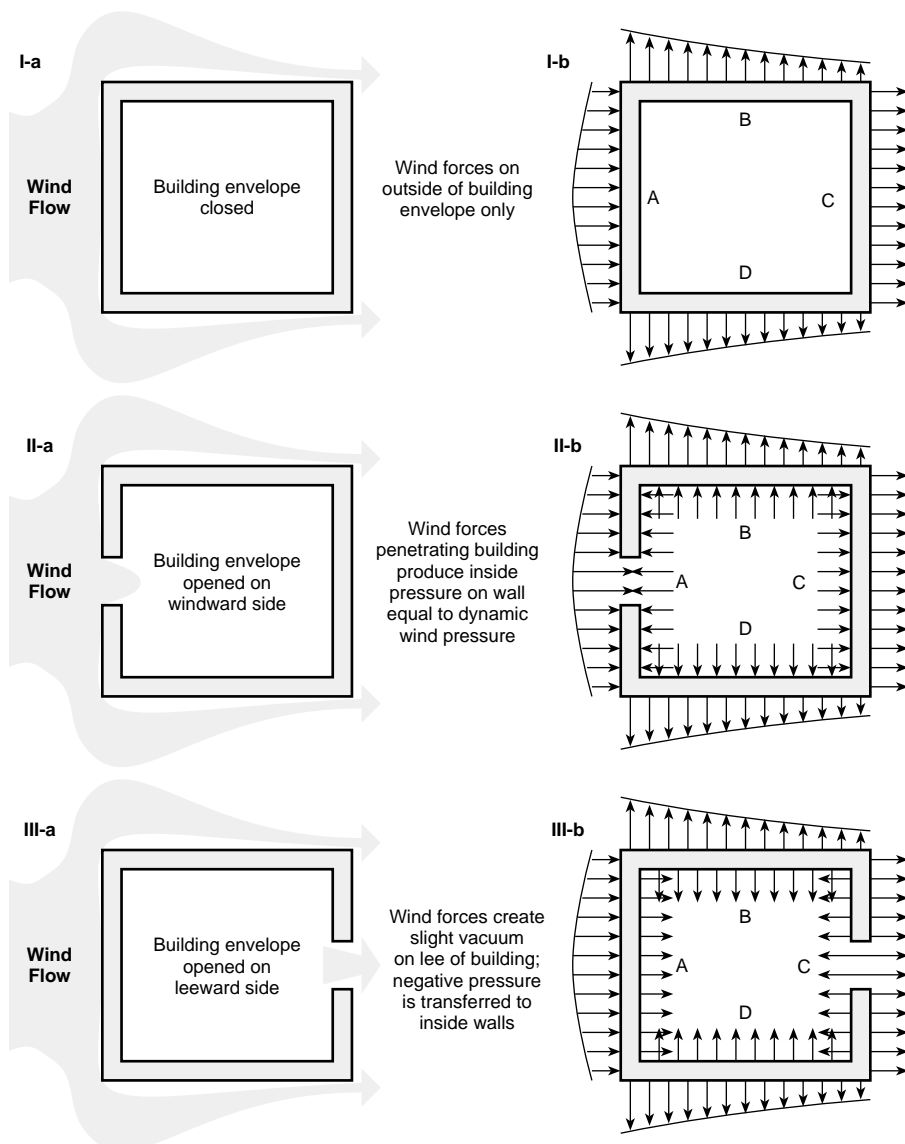 I-a
Wind
Flow
Building envelope
closed
Wind forces on
outside of building
envelope only
I-b
A
B
C
D
II-a
Wind
Flow
Building envelope
opened on
windward side
Wind forces
penetrating building
produce inside
pressure on wall
equal to dynamic
wind pressure
II-b
A
B
C
D
III-a
Wind
Flow
Building envelope
opened on
leeward side
Wind forces create
slight vacuum
on lee of building;
negative pressure
is transferred to
inside walls
III-b
A
B
C
D